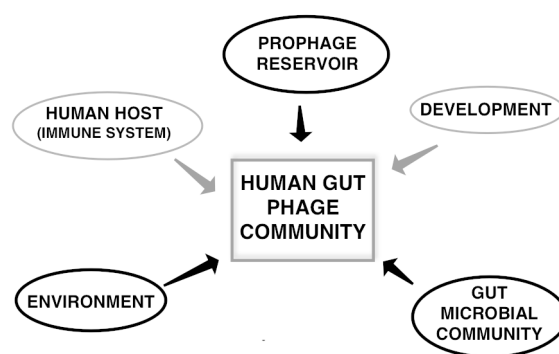 PROPHAGE
RESERVOIR
HUMAN HOST
(IMMUNE SYSTEM)
DEVELOPMENT
HUMAN GUT
PHAGE
COMMUNITY
ENVIRONMENT
GUT
MICROBIAL
COMMUNITY